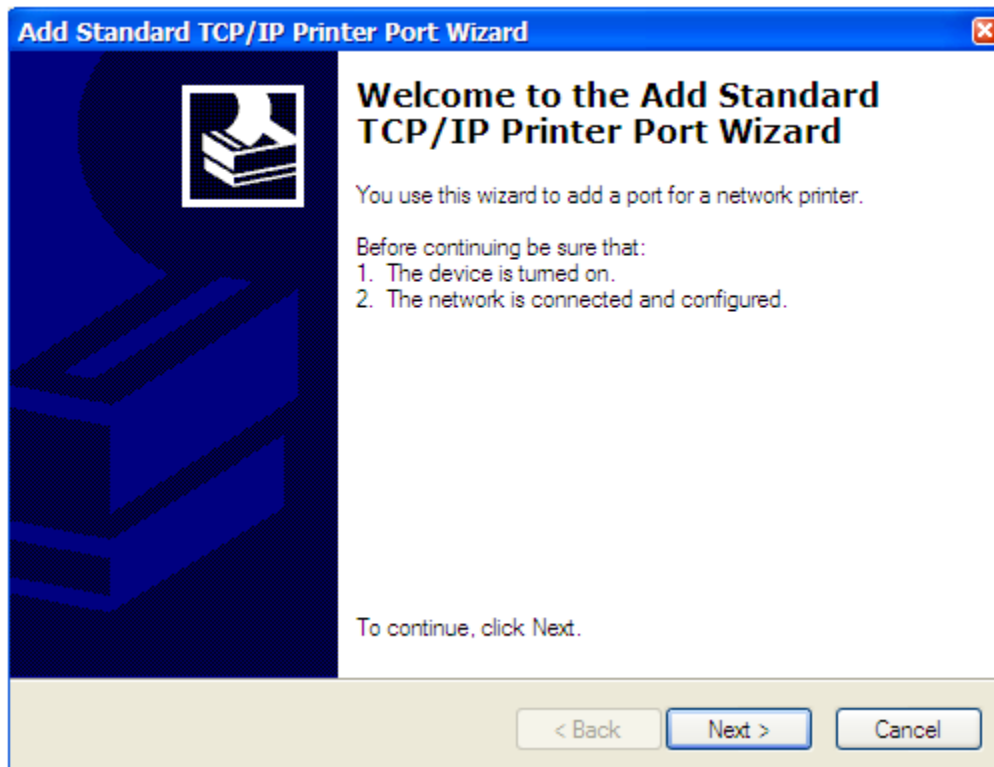 Add Standard TCP/IP Printer Port Wizard
Welcome to the Add Standard
TCP/IP Printer Port Wizard
You use this wizard to add a port for a network printer.
Before continuing be sure that:
1. The device is turned on.
2. The network is connected and configured.
To continue, click Next.
< Back Next > Cancel